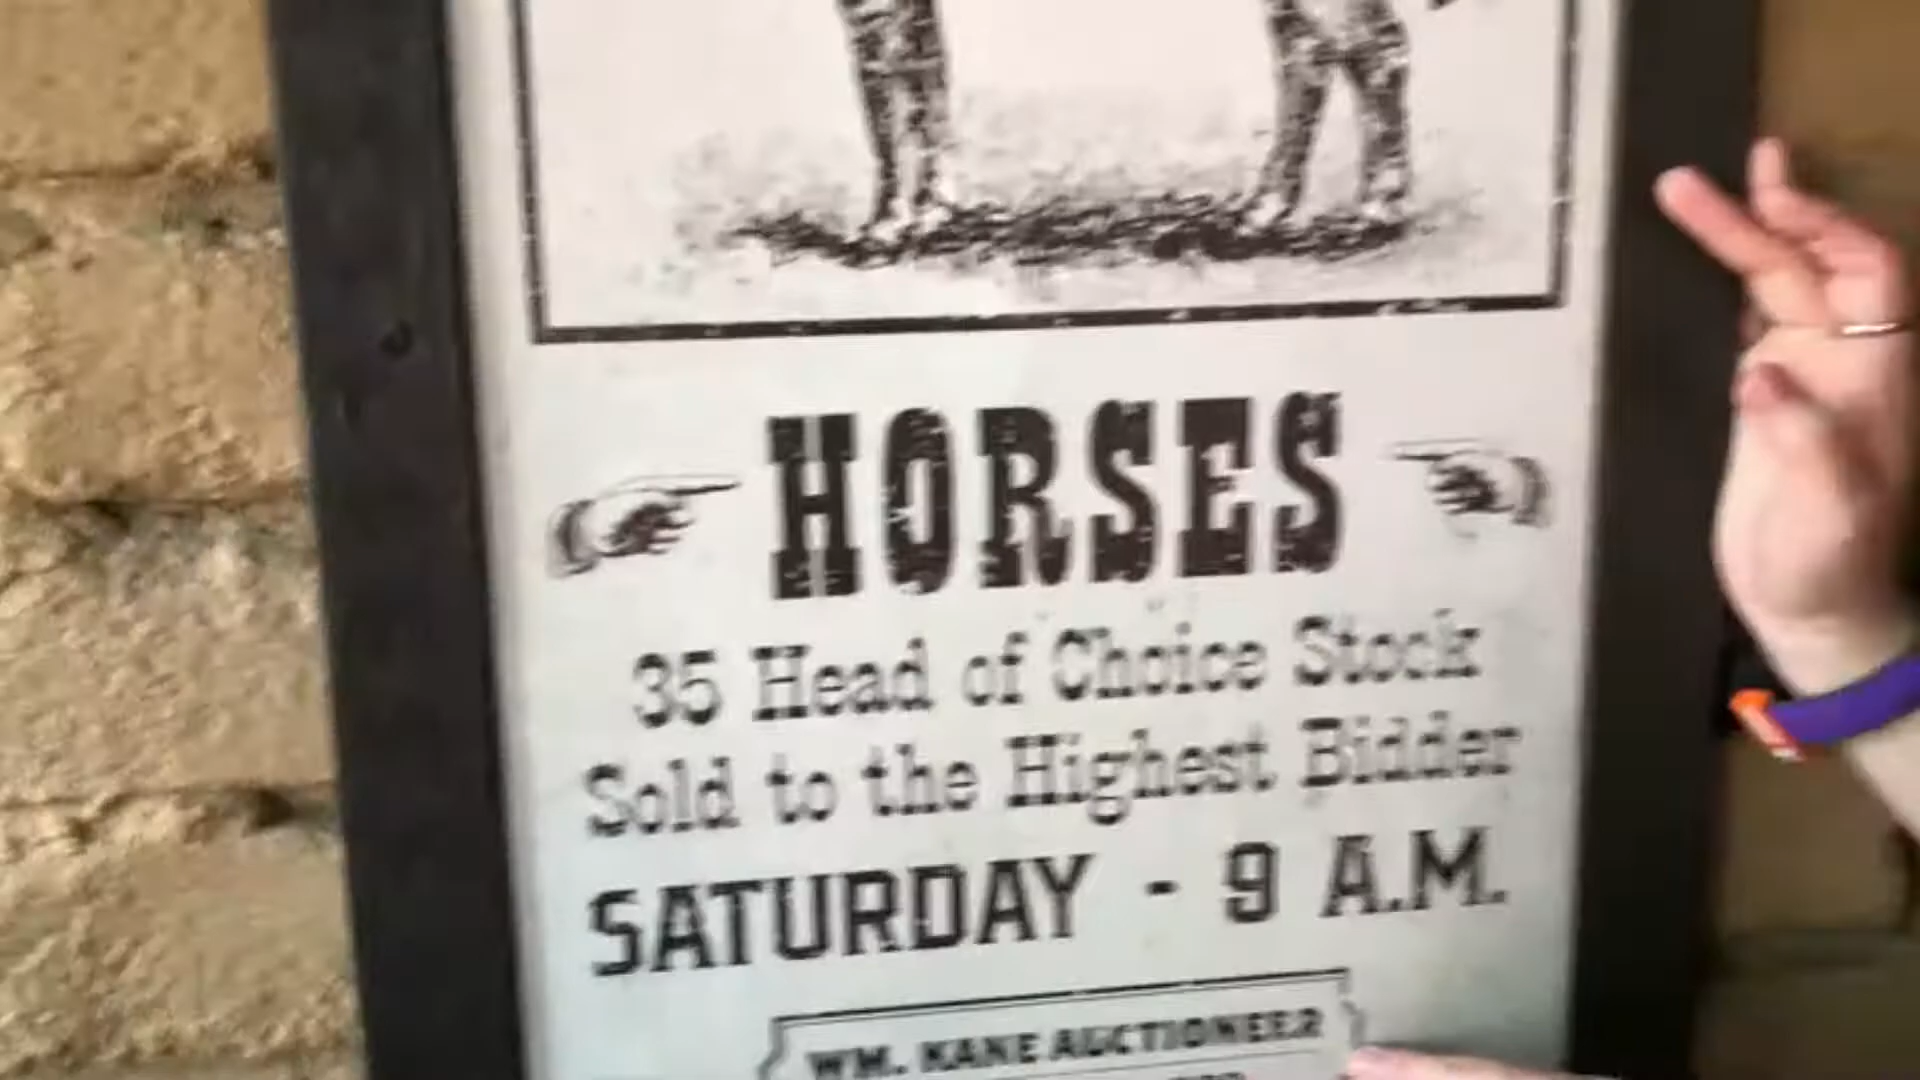 HORSES
35 Head of Choice Stock
Sold to the Highest Bidder
SATURDAY - 9 A.M.
WM. KANE AUCTIONEER